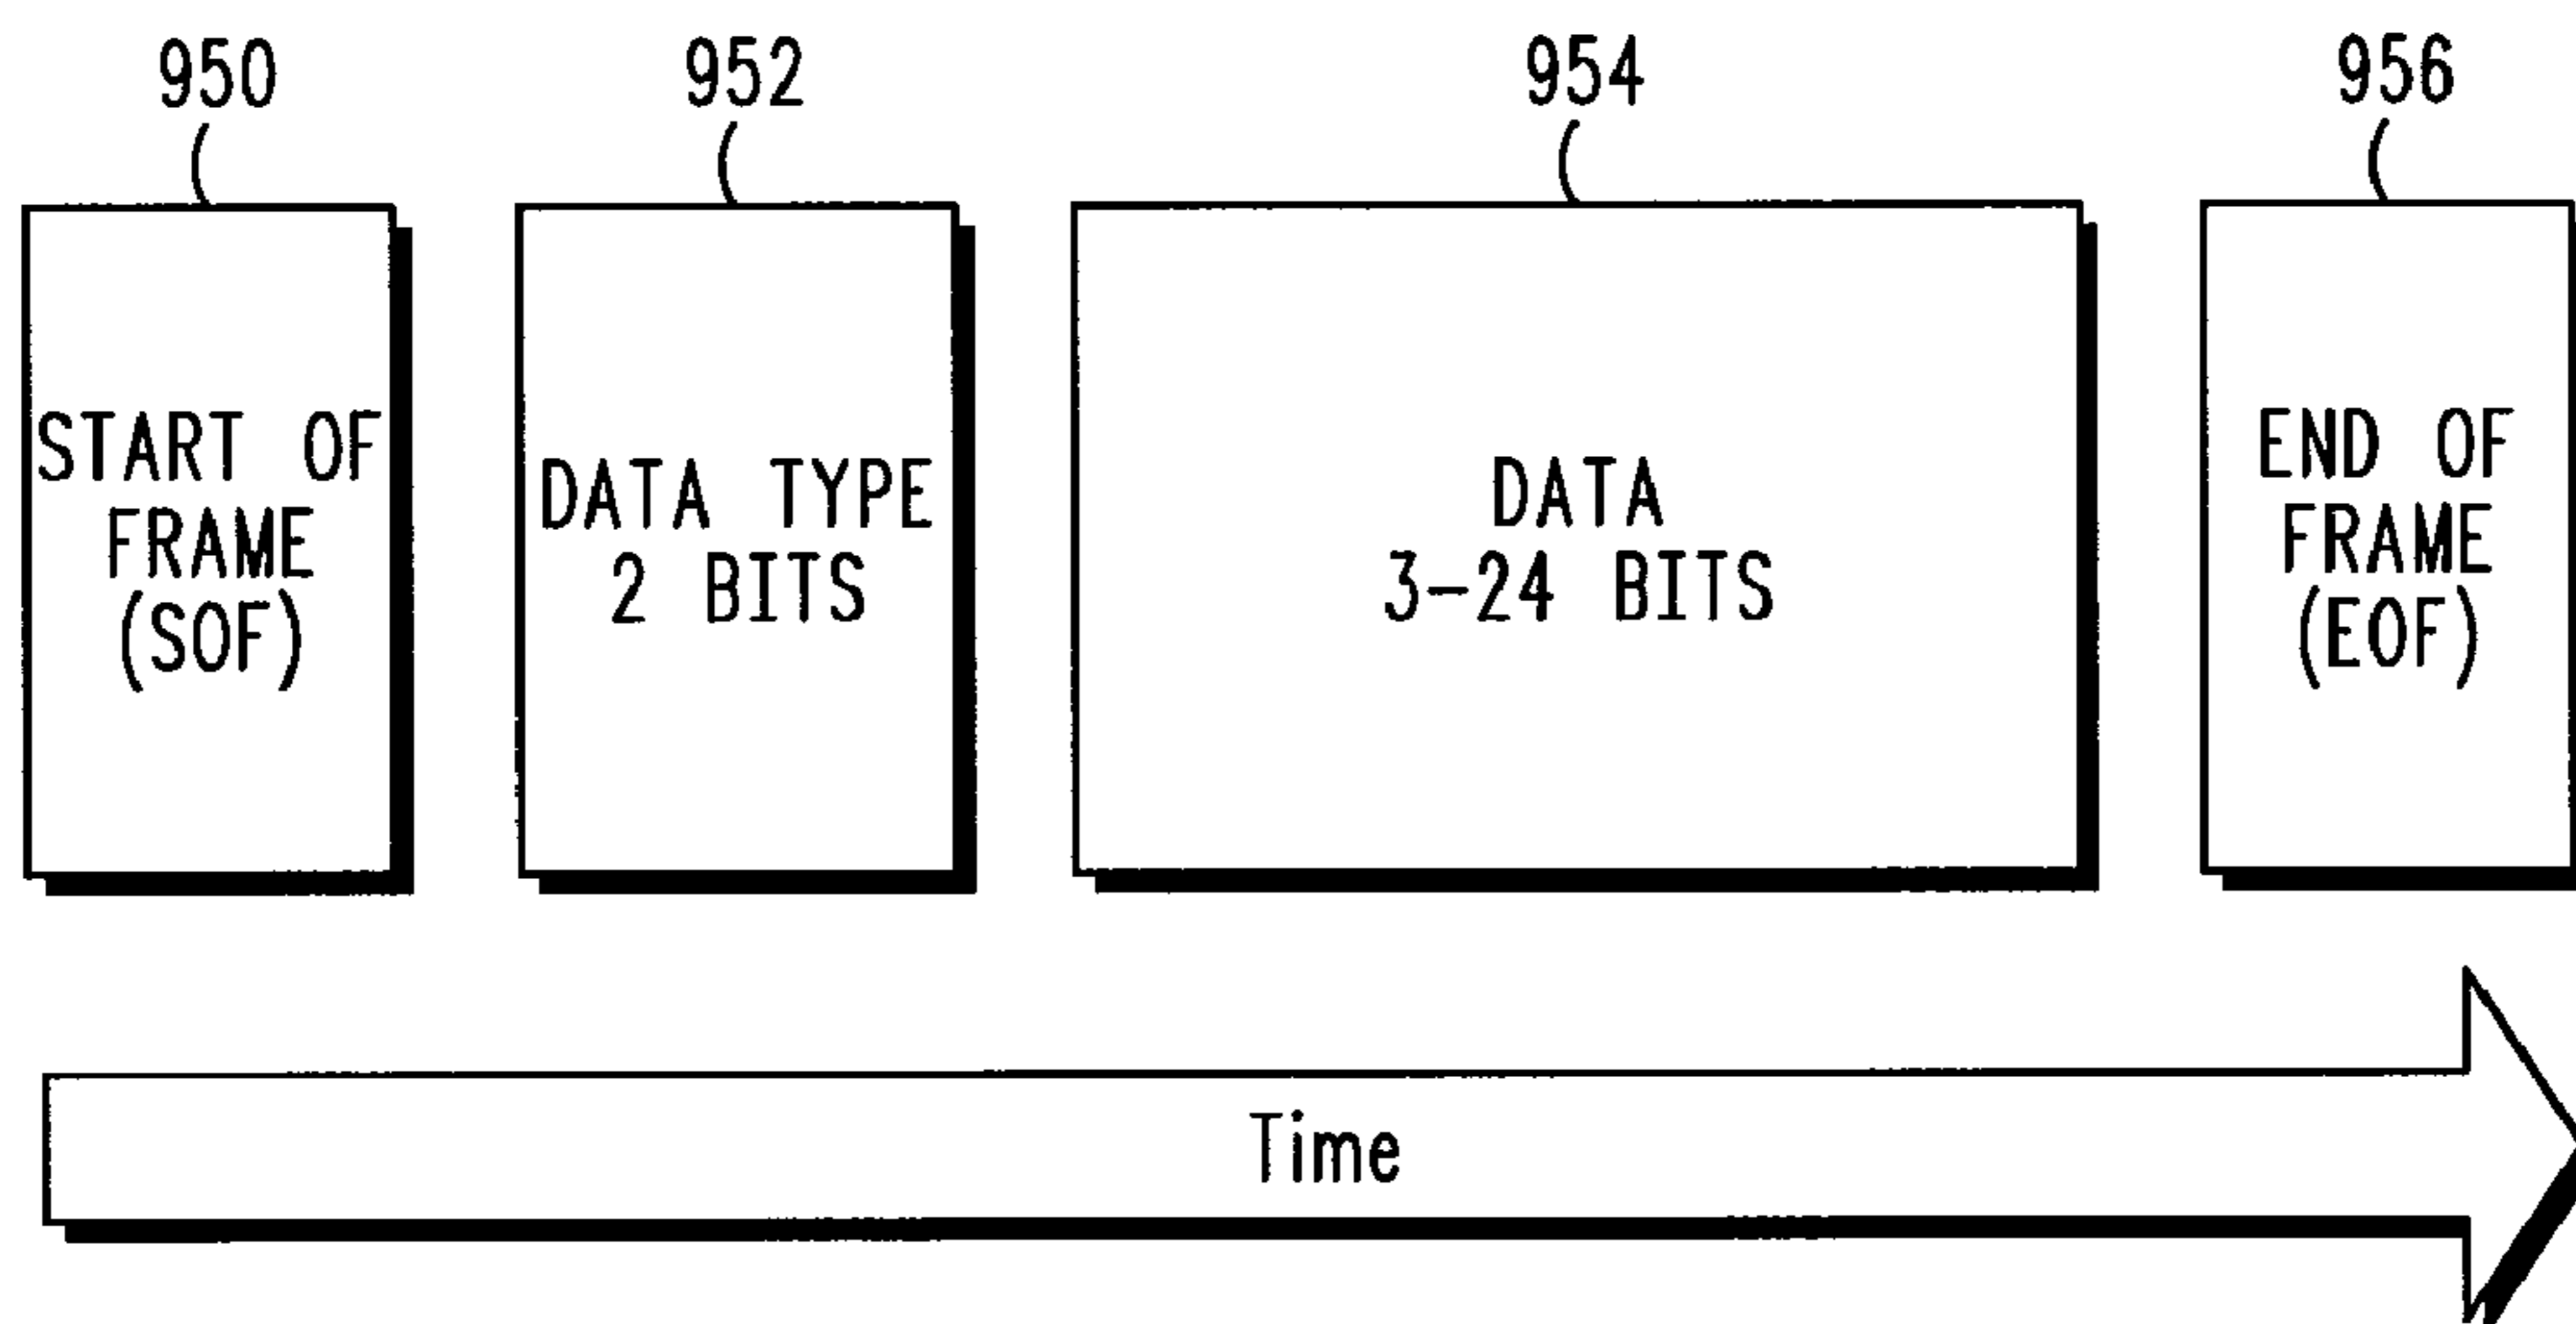 950
952
954
956
START OF
FRAME
(SOF)
DATA TYPE
2 BITS
DATA
3-24 BITS
END OF
FRAME
(EOF)
Time